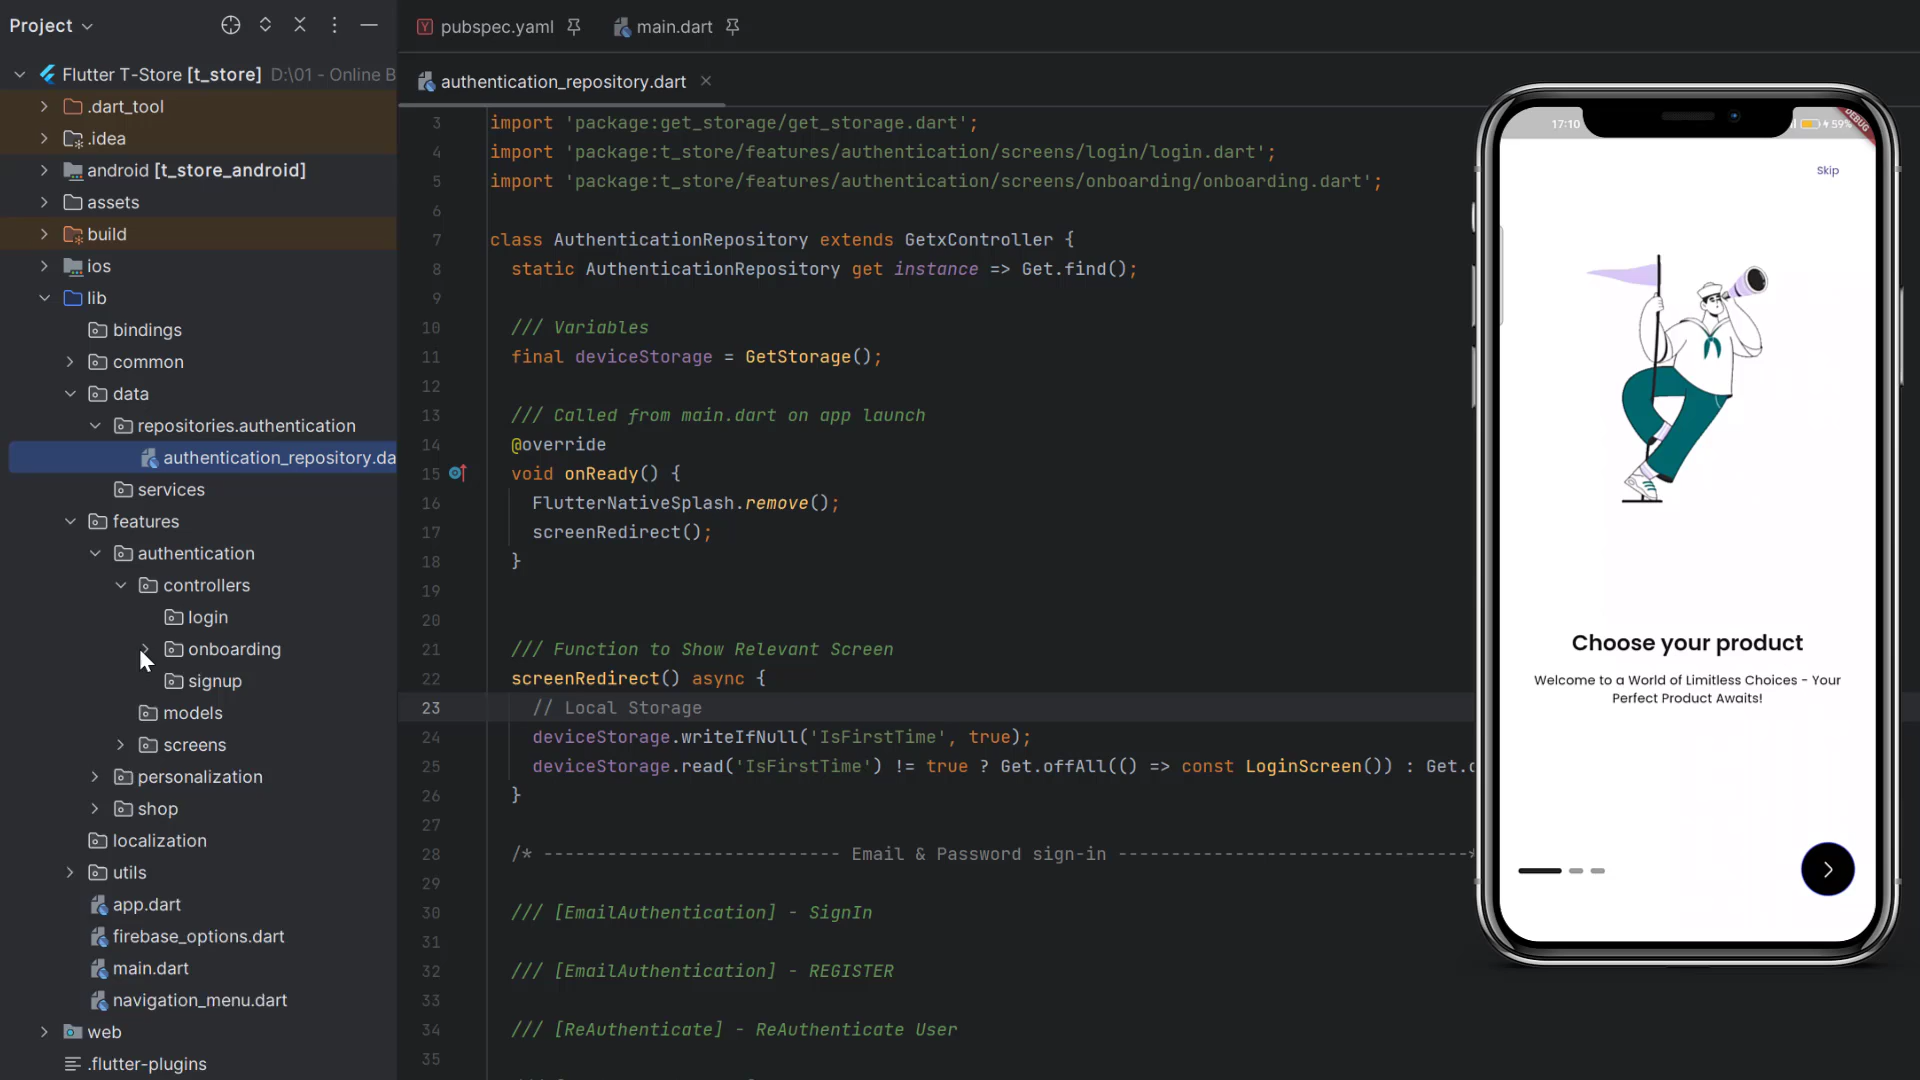 Project
Flutter T-Store [t_store] D:\01 - Online B
.dart_tool
.idea
android [t_store_android]
assets
build
ios
lib
bindings
common
data
repositories.authentication
authentication_repository.da
services
features
authentication
controllers
login
onboarding
signup
models
screens
personalization
shop
localization
utils
app.dart
firebase_options.dart
main.dart
navigation_menu.dart
web
.flutter-plugins
pubspec.yaml
main.dart
authentication_repository.dart
3 import 'package:get_storage/get_storage.dart';
4 import 'package:t_store/features/authentication/screens/login/login.dart';
5 import 'package:t_store/features/authentication/screens/onboarding/onboarding.dart';
6
7 class AuthenticationRepository extends GetxController {
8 static AuthenticationRepository get instance => Get.find();
9
10 /// Variables
11 final deviceStorage = GetStorage();
12
13 /// Called from main.dart on app launch
14 @override
15 void onReady() {
16 FlutterNativeSplash.remove();
17 screenRedirect();
18 }
19
20
21 /// Function to Show Relevant Screen
22 screenRedirect() async {
23 // Local Storage
24 deviceStorage.writeIfNull('IsFirstTime', true);
25 deviceStorage.read('IsFirstTime') != true ? Get.offAll(() => const LoginScreen()) : Get.
26 }
27
28 /* ---------------------------- Email & Password sign-in ---------------------------------
29
30 /// [EmailAuthentication] - SignIn
31
32 /// [EmailAuthentication] - REGISTER
33
34 /// [ReAuthenticate] - ReAuthenticate User
35
17:10
59%
DEBUG
Skip
Choose your product
Welcome to a World of Limitless Choices - Your
Perfect Product Awaits!